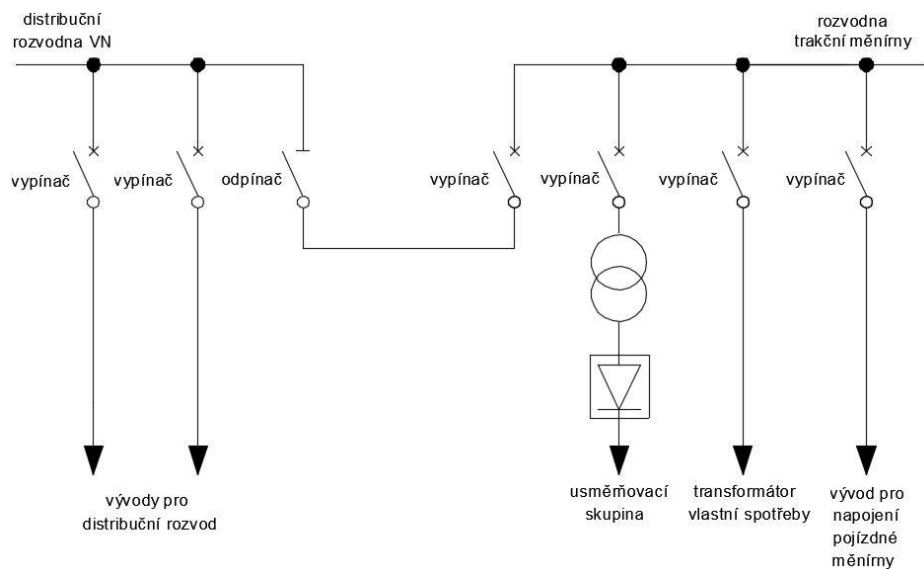 distribuční
rozvodna VN
rozvodna
trakční měnírny
vypínač
vypínač
odpínač
vypínač
vypínač
vypínač
vypínač
vývody pro
distribuční rozvod
usměrňovací
skupina
transformátor
vlastní spotřeby
vývod pro
napojení
pojízdné
měnírny